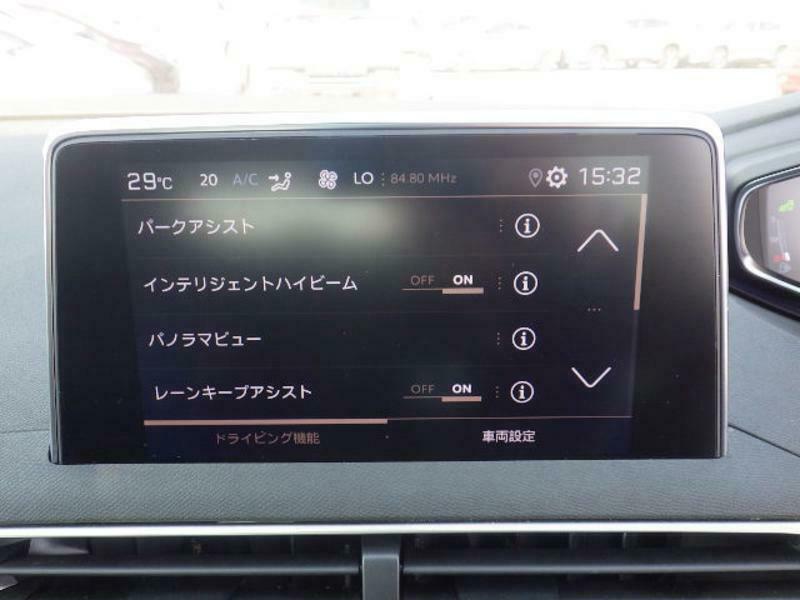 29°C 20 A/C LO 84.80 MHz 15:32
パークアシスト
インテリジェントハイビーム OFF ON
パノラマビュー
レーンキープアシスト OFF ON
ドライビング機能 車両設定